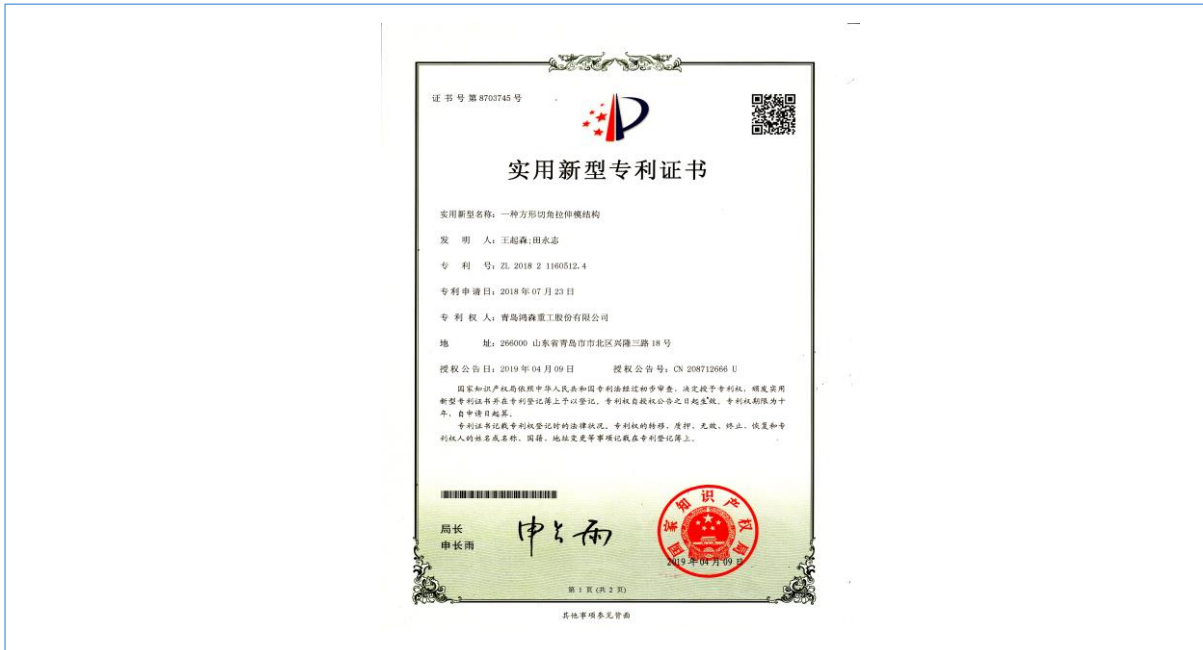 证书号第8703745号
实用新型专利证书
实用新型名称：一种方形切角拉伸模结构
发明人：王起森;田永志
专利号：ZL 2018 2 1160512.4
专利申请日：2018年07月23日
专利权人：青岛鸿森重工股份有限公司
地址：266000 山东省青岛市市北区兴隆三路18号
授权公告日：2019年04月09日 授权公告号：CN 208712666 U
国家知识产权局依照中华人民共和国专利法经过初步审查，决定授予专利权，颁发实用
新型专利证书并在专利登记簿上予以登记。专利权自授权公告之日起生效。专利权期限为十
年，自申请日起算。
专利证书记载专利权登记时的法律状况。专利权的转移、质押、无效、终止、恢复和专
利权人的姓名或名称、国籍、地址变更等事项记载在专利登记簿上。
局长
申长雨
申长雨
国家知识产权局
2019年04月09日
第1页(共2页)
其他事项参见背面